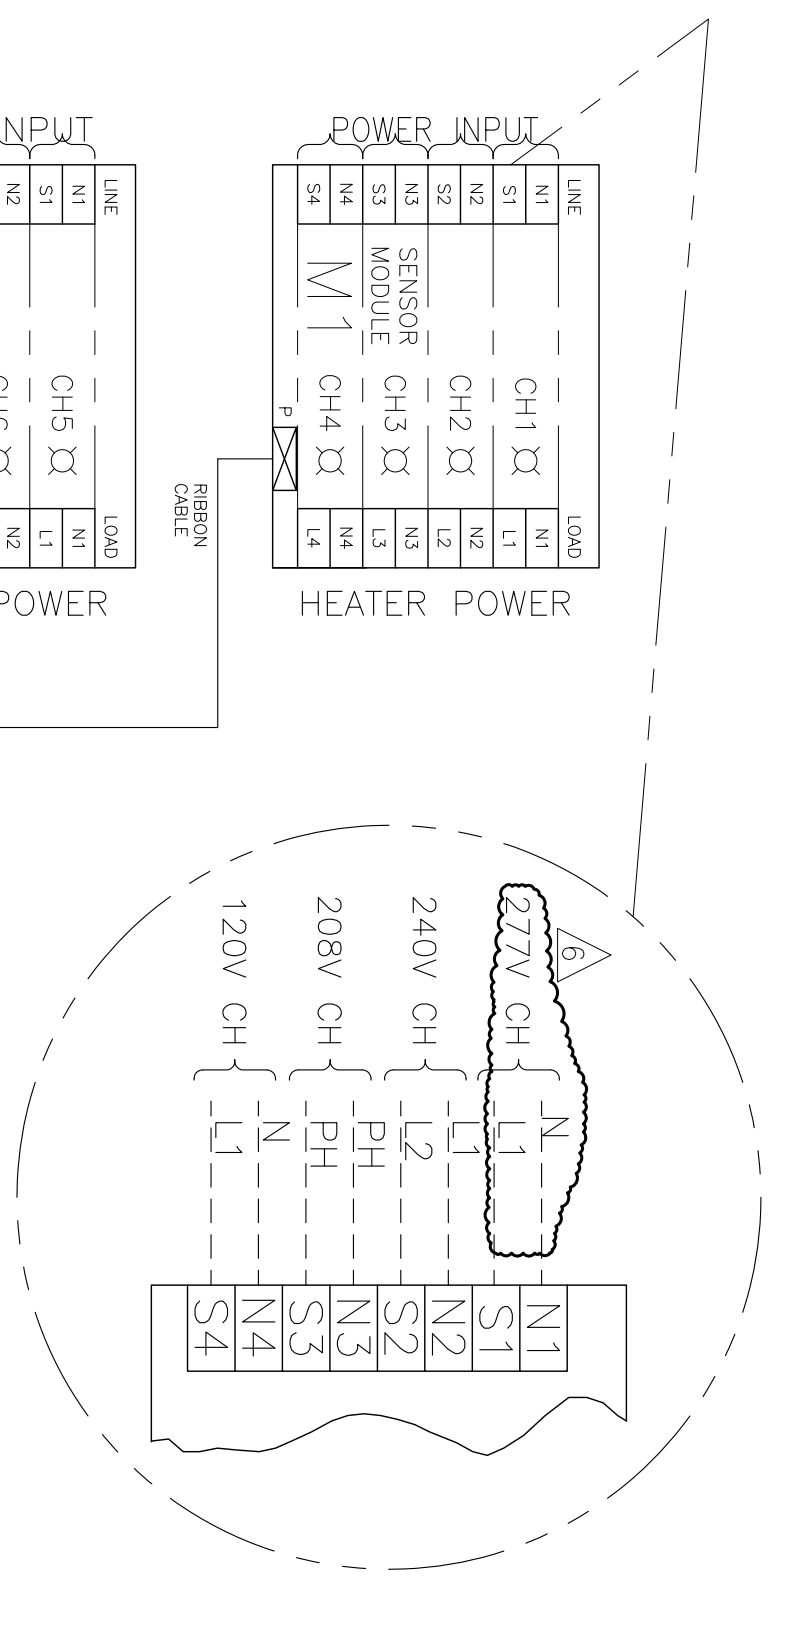 NPUT
POWER INPUT
N2
S1
N1
LINE
S4
N4
S3
N3
S2
N2
S1
N1
LINE
SENSOR
MODULE
M1
CH5
CH4
CH3
CH2
CH1
P
RIBBON
CABLE
N2
L1
N1
LOAD
L4
N4
L3
N3
L2
N2
L1
N1
LOAD
POWER
HEATER POWER
6
120V CH
208V CH
240V CH
277V CH
L1
N
PH
PH
L2
L1
L1
N
S4
N4
S3
N3
S2
N2
S1
N1